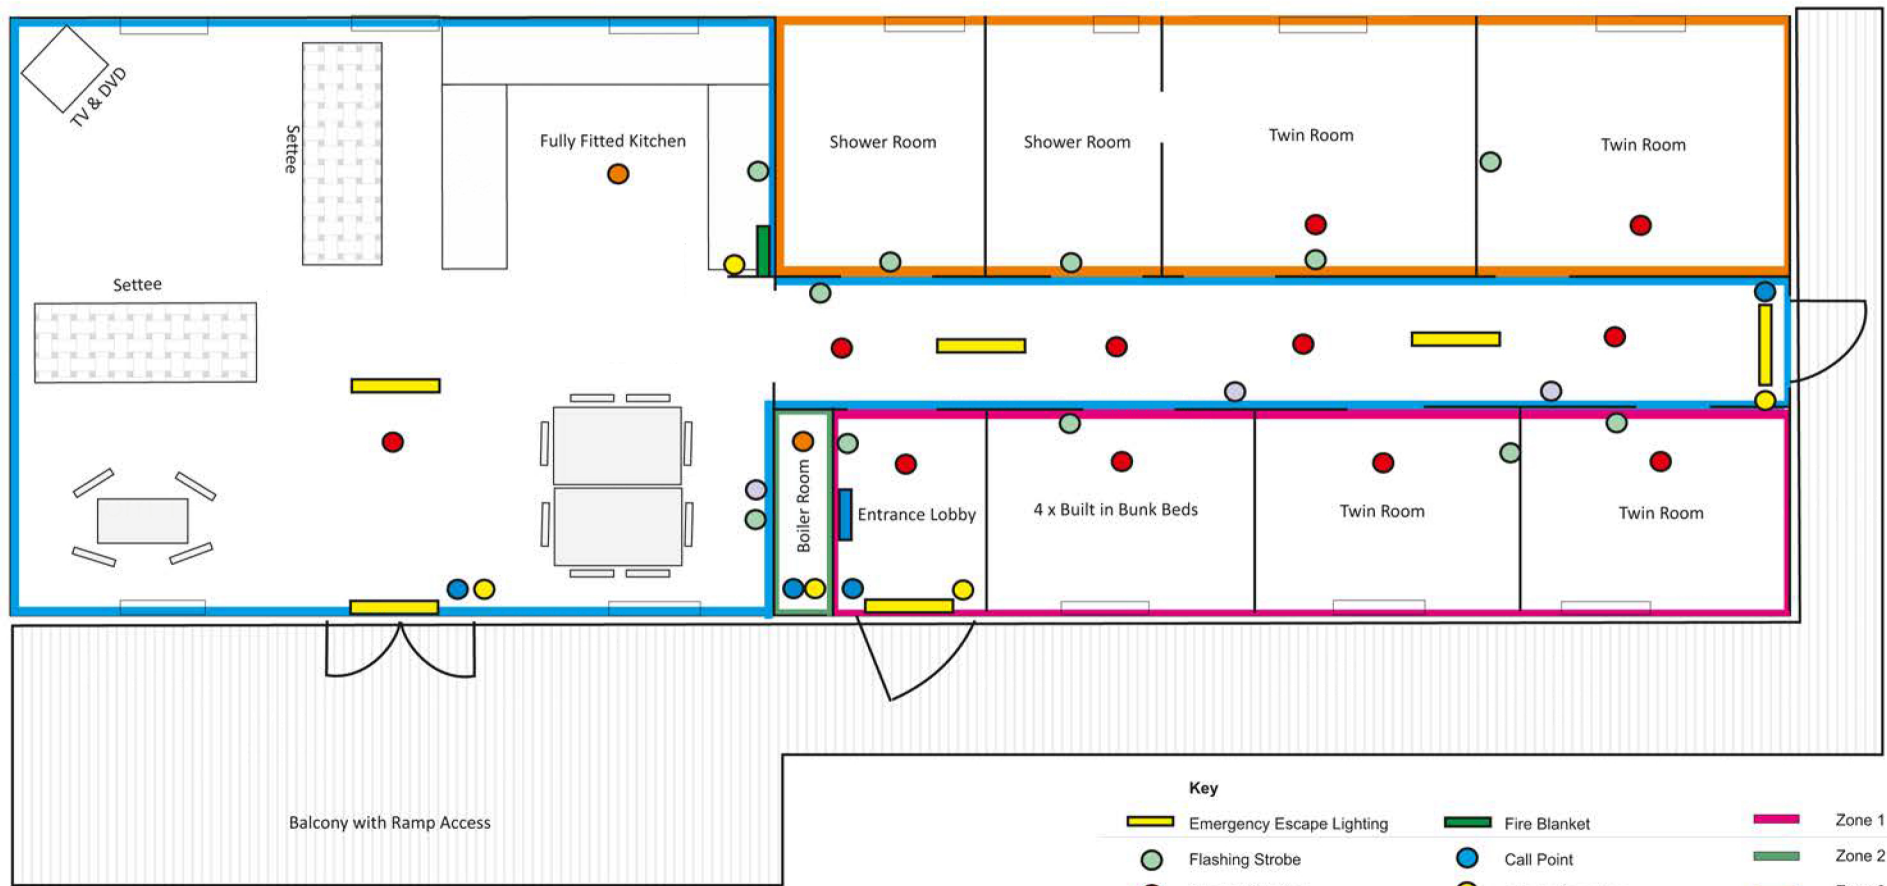 TV & DVD
Settee
Fully Fitted Kitchen
Shower Room
Shower Room
Twin Room
Twin Room
Settee
Boiler Room
Entrance Lobby
4 x Built in Bunk Beds
Twin Room
Twin Room
Balcony with Ramp Access
Key
Emergency Escape Lighting
Fire Blanket
Zone 1
Flashing Strobe
Call Point
Zone 2